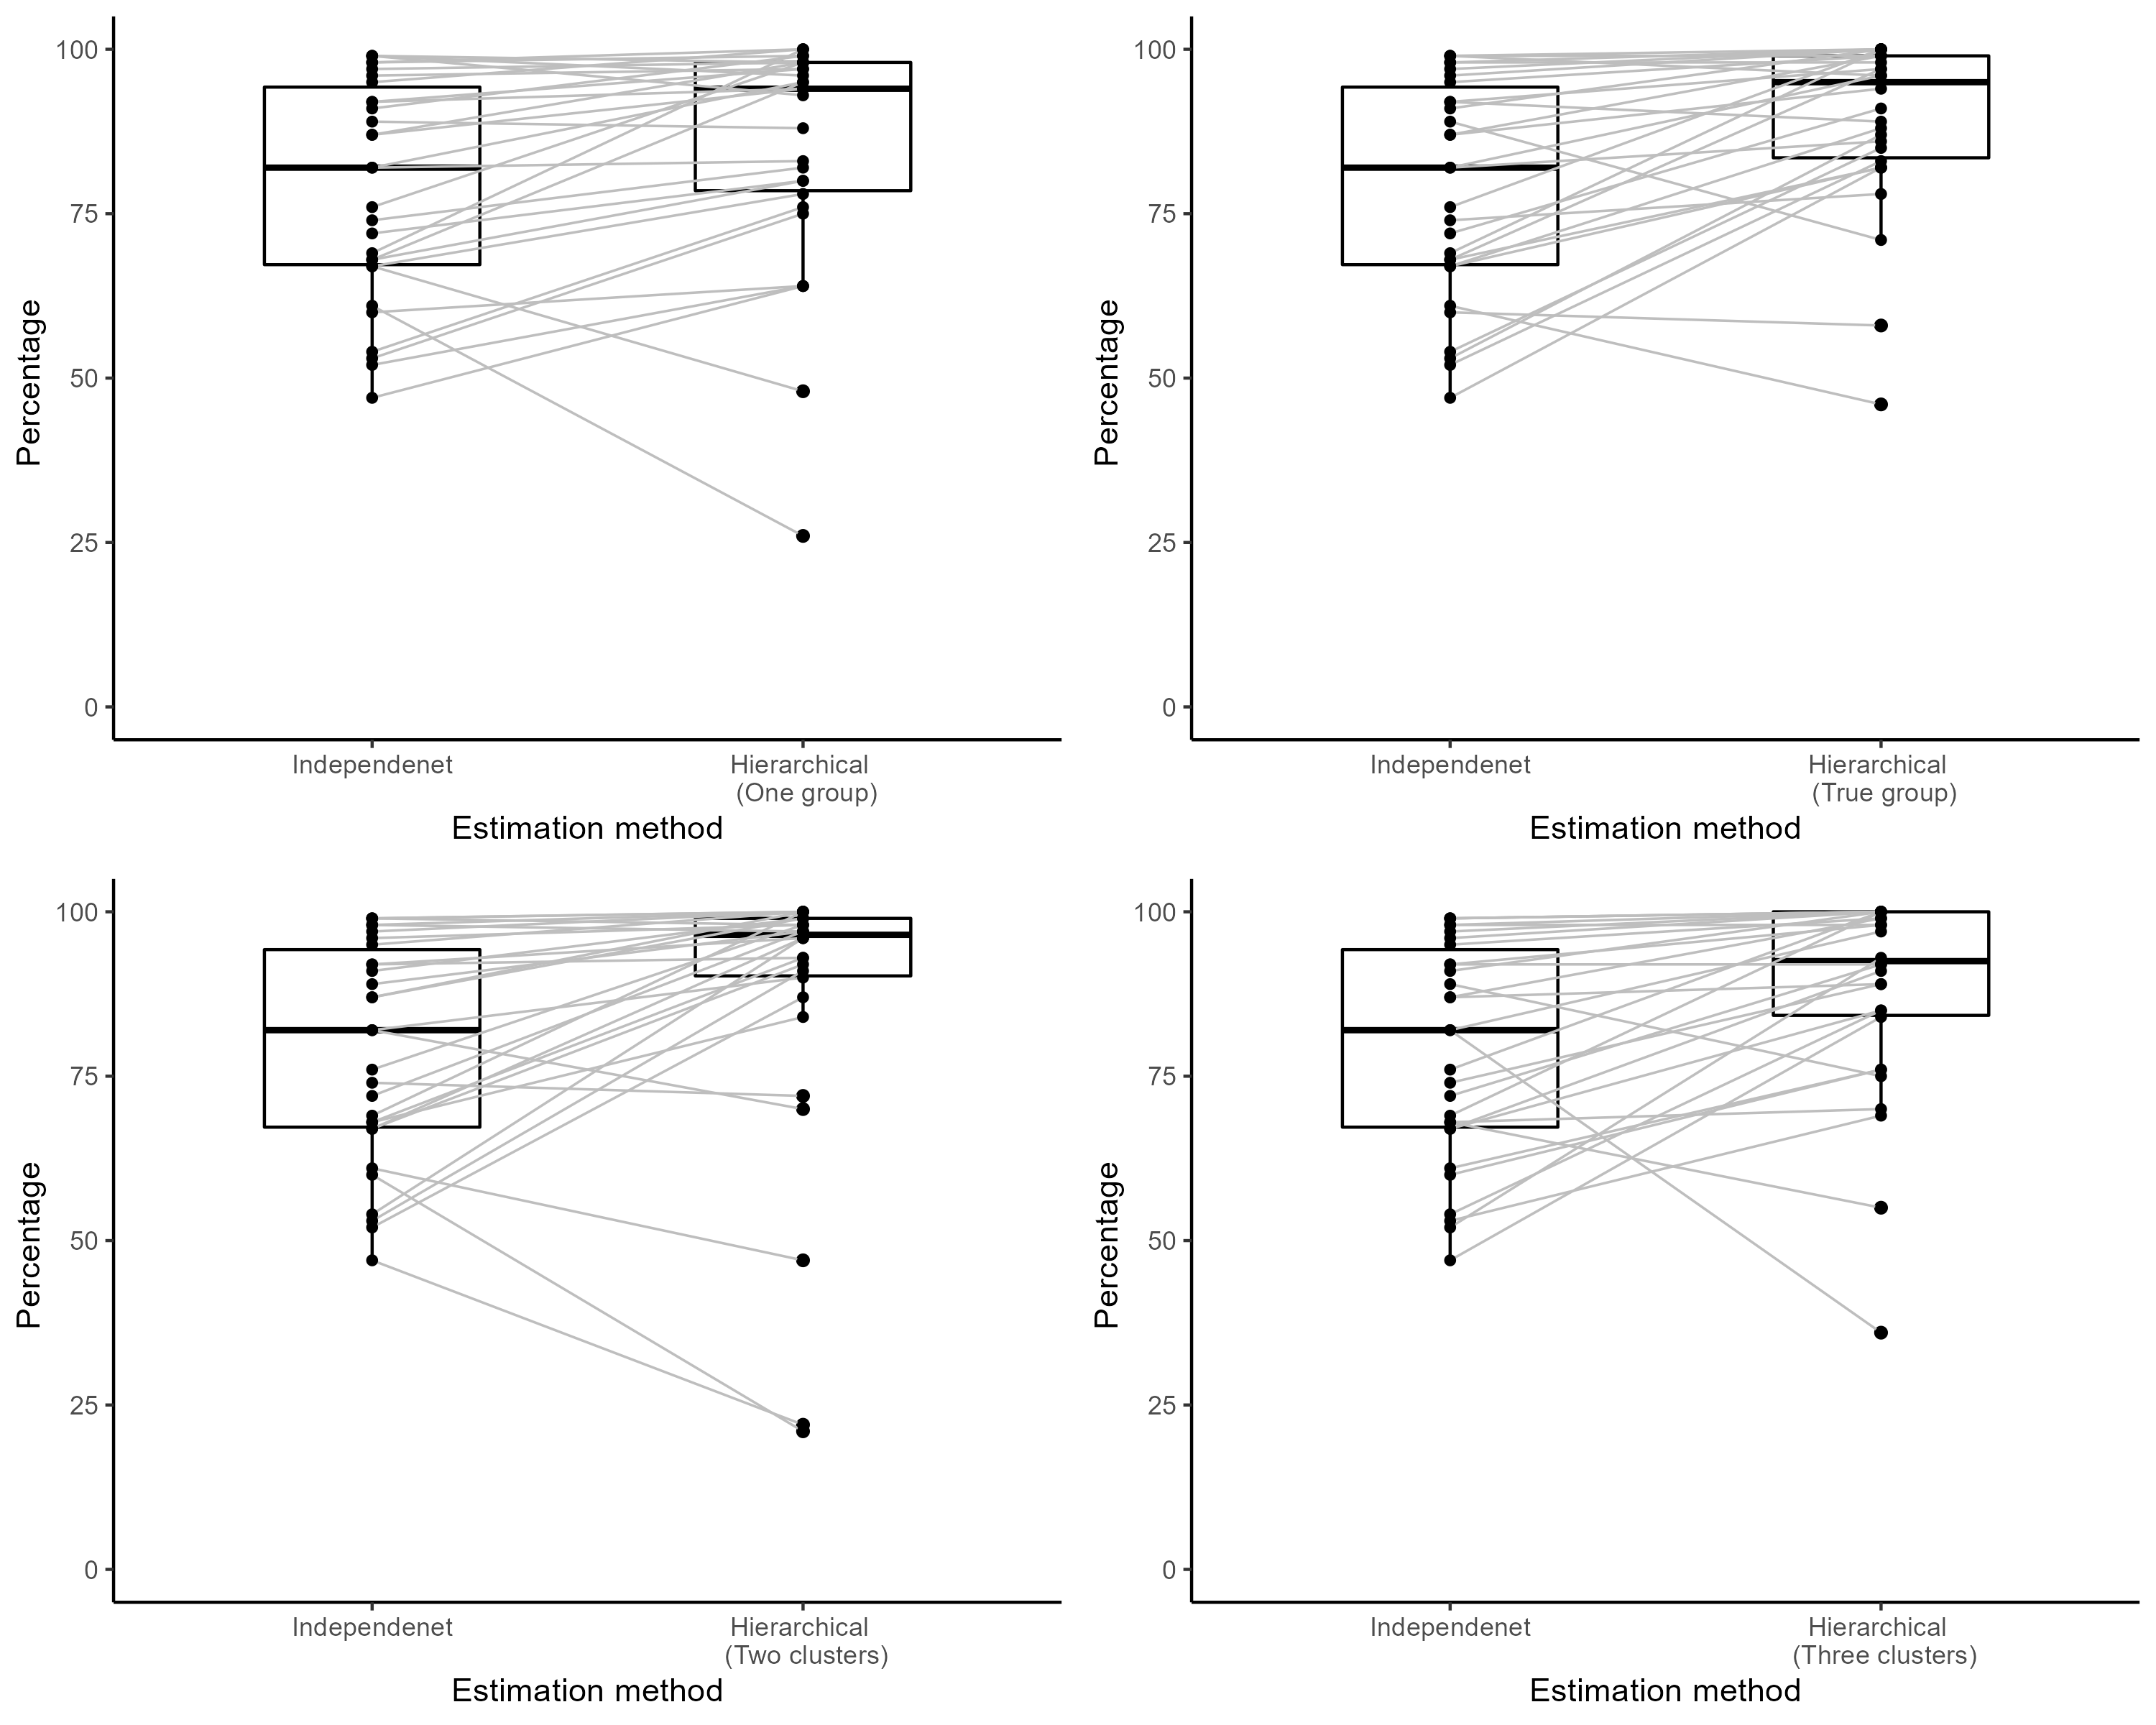 100
75
50
25
0
Percentage
Independenet
Hierarchical
(One group)
Estimation method
100
75
50
25
0
Percentage
Independenet
Hierarchical
(True group)
Estimation method
100
75
50
25
0
Percentage
Independenet
Hierarchical
(Two clusters)
Estimation method
100
75
50
25
0
Percentage
Independenet
Hierarchical
(Three clusters)
Estimation method